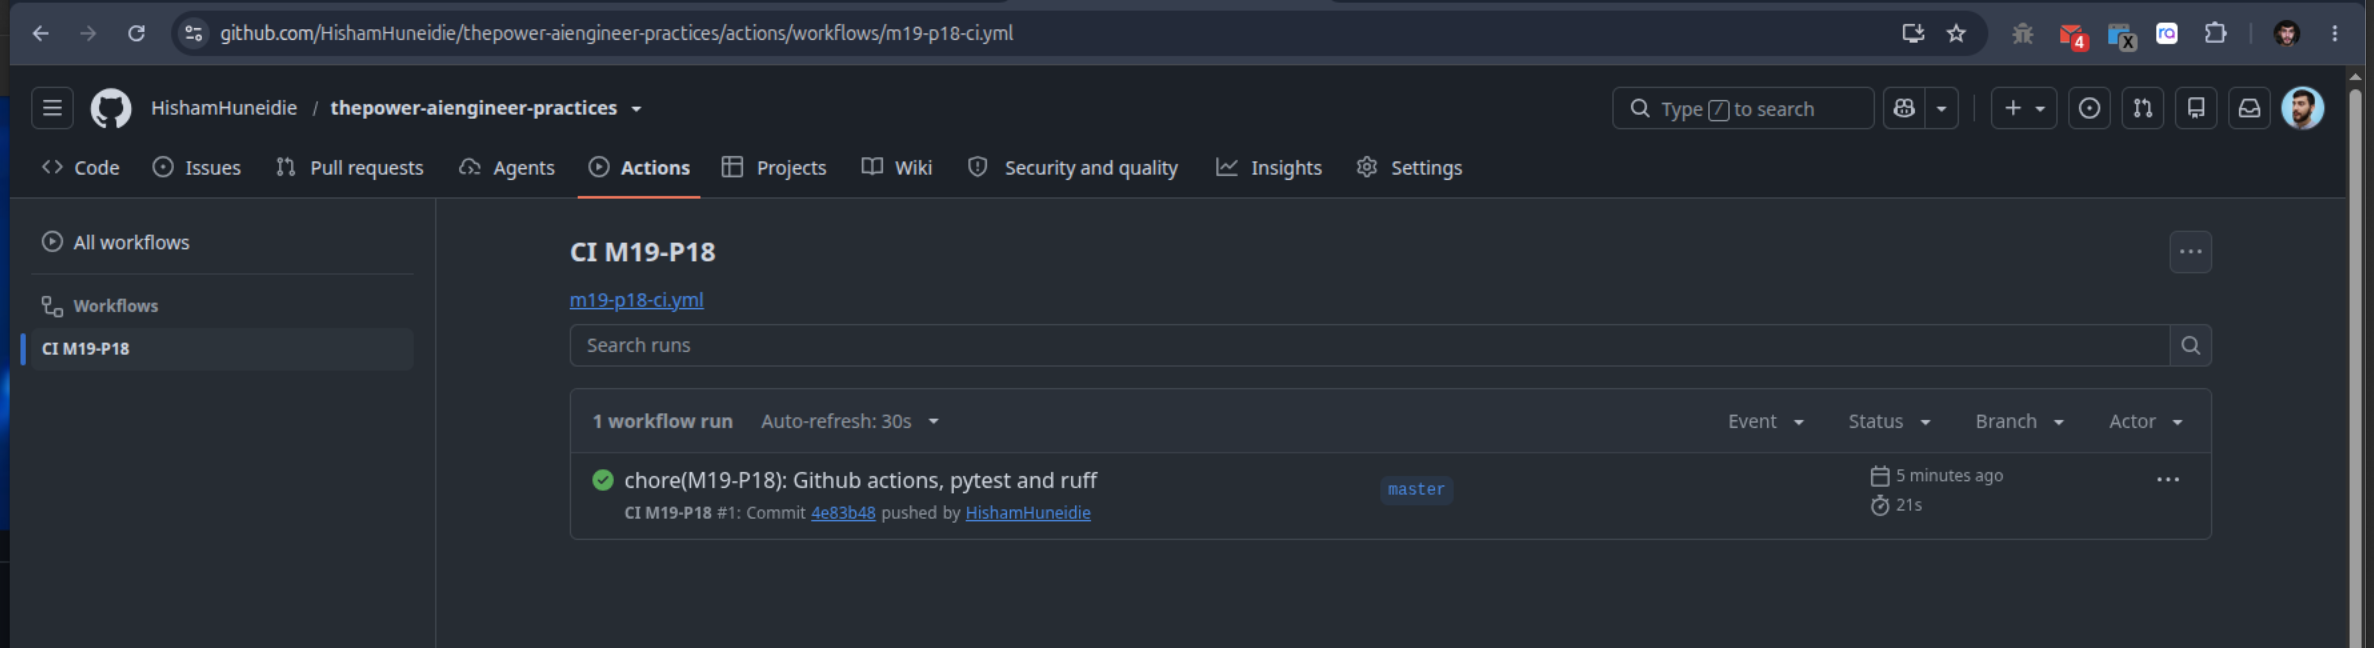 github.com/HishamHuneidie/thepower-aiengineer-practices/actions/workflows/m19-p18-ci.yml
4
X
ra
HishamHuneidie / thepower-aiengineer-practices
Type / to search
Code Issues Pull requests Agents Actions Projects Wiki Security and quality Insights Settings
All workflows
Workflows
CI M19-P18
CI M19-P18
m19-p18-ci.yml
Search runs
1 workflow run Auto-refresh: 30s Event Status Branch Actor
chore(M19-P18): Github actions, pytest and ruff
CI M19-P18 #1: Commit 4e83b48 pushed by HishamHuneidie
master
5 minutes ago
21s